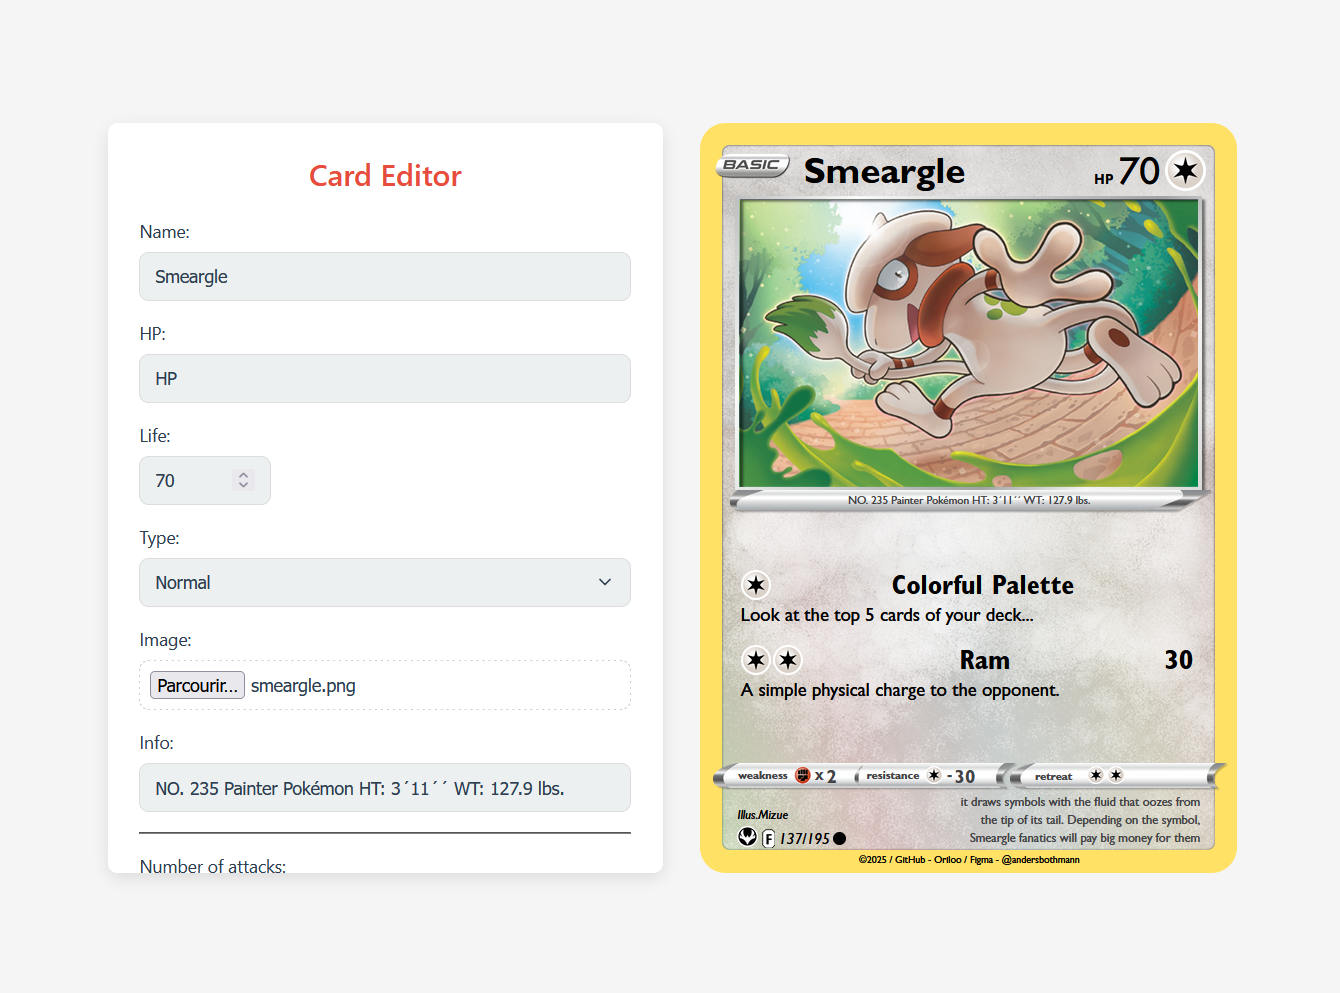 Card Editor
Name:
Smeargle
HP:
HP
Life:
70
Type:
Normal
Image:
Parcourir... smeargle.png
Info:
NO. 235 Painter Pokémon HT: 3´11´´ WT: 127.9 lbs.
Number of attacks:
BASIC Smeargle HP 70
NO. 235 Painter Pokémon HT: 3´11´´ WT: 127.9 lbs.
Colorful Palette
Look at the top 5 cards of your deck...
Ram 30
A simple physical charge to the opponent.
weakness x 2 resistance -30 retreat
it draws symbols with the fluid that oozes from
the tip of its tail. Depending on the symbol,
Smeargle fanatics will pay big money for them
Illus.Mizue
F 137/195
©2025 / GitHub - Oriloo / Figma - @andersbothmann